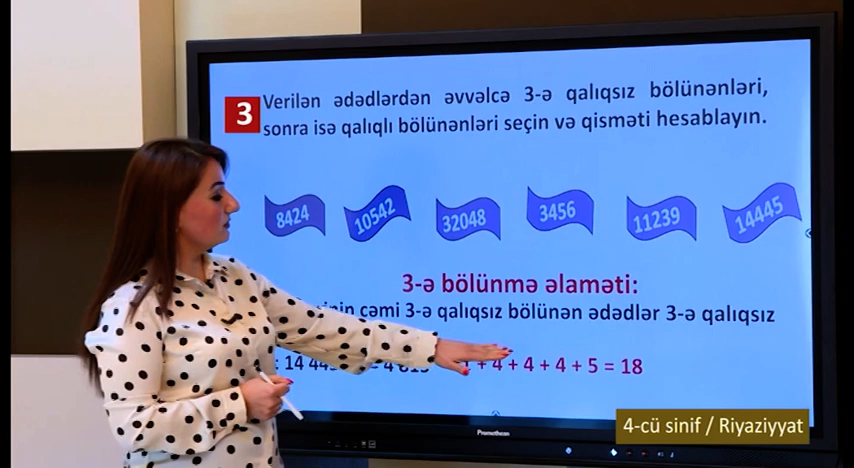 3 Verilən ədədlərdən əvvəlcə 3-ə qalıqsız bölünənləri,
sonra isə qalıqlı bölünənləri seçin və qisməti hesablayın.
8424 10542 32048 3456 11239 14445
3-ə bölünmə əlaməti:
cəmi 3-ə qalıqsız bölünən ədədlər 3-ə qalıqsız
+ 4 + 4 + 4 + 5 = 18
4-cü sinif / Riyaziyyat
Promethean